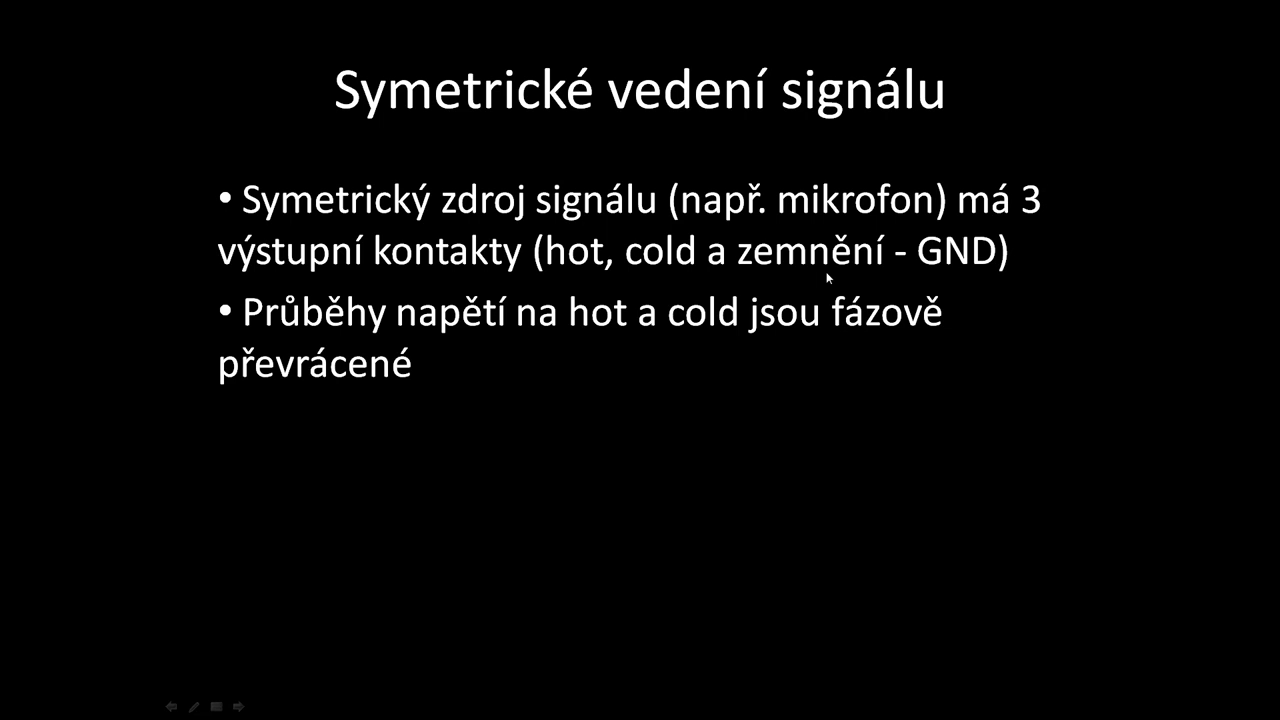 Symetrické vedení signálu
• Symetrický zdroj signálu (např. mikrofon) má 3
výstupní kontakty (hot, cold a zemnění - GND)
• Průběhy napětí na hot a cold jsou fázově
převrácené